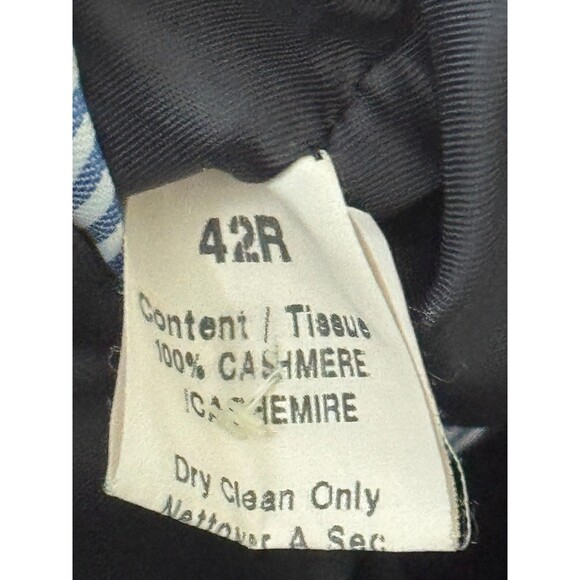 42R
Content / Tissue
100% CASHMERE
/CACHEMIRE
Dry Clean Only
Nettoyer A Sec